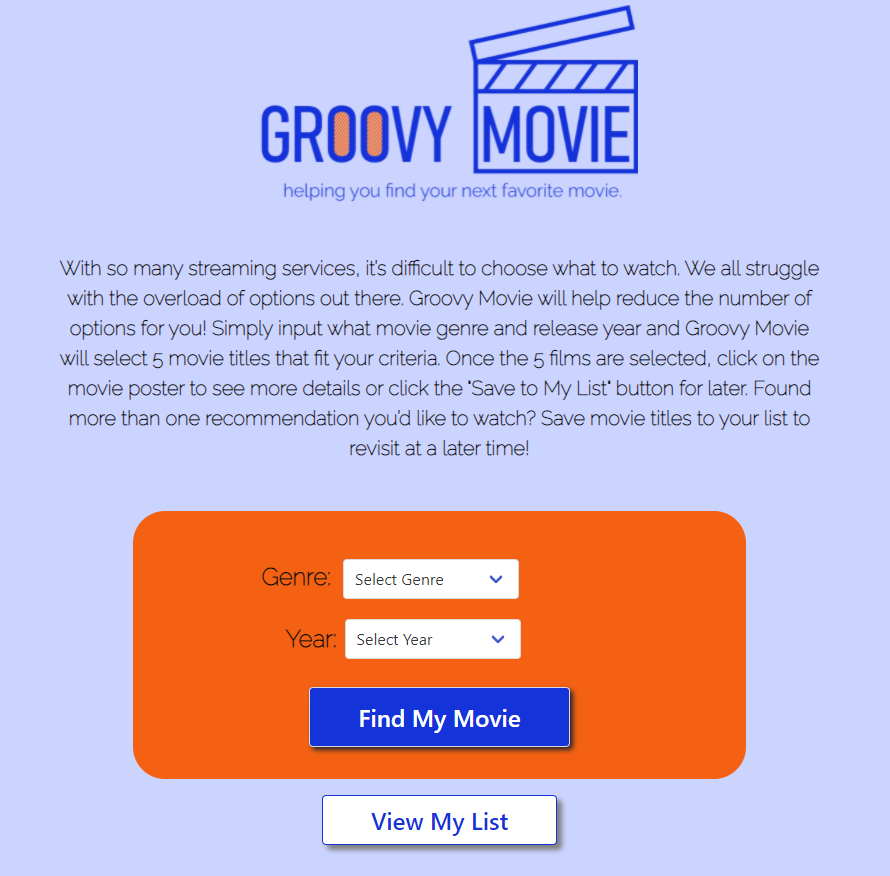 GROOVY MOVIE
helping you find your next favorite movie.
With so many streaming services, it's difficult to choose what to watch. We all struggle
with the overload of options out there. Groovy Movie will help reduce the number of
options for you! Simply input what movie genre and release year and Groovy Movie
will select 5 movie titles that fit your criteria. Once the 5 films are selected, click on the
movie poster to see more details or click the "Save to My List" button for later. Found
more than one recommendation you'd like to watch? Save movie titles to your list to
revisit at a later time!
Genre: Select Genre
Year: Select Year
Find My Movie
View My List